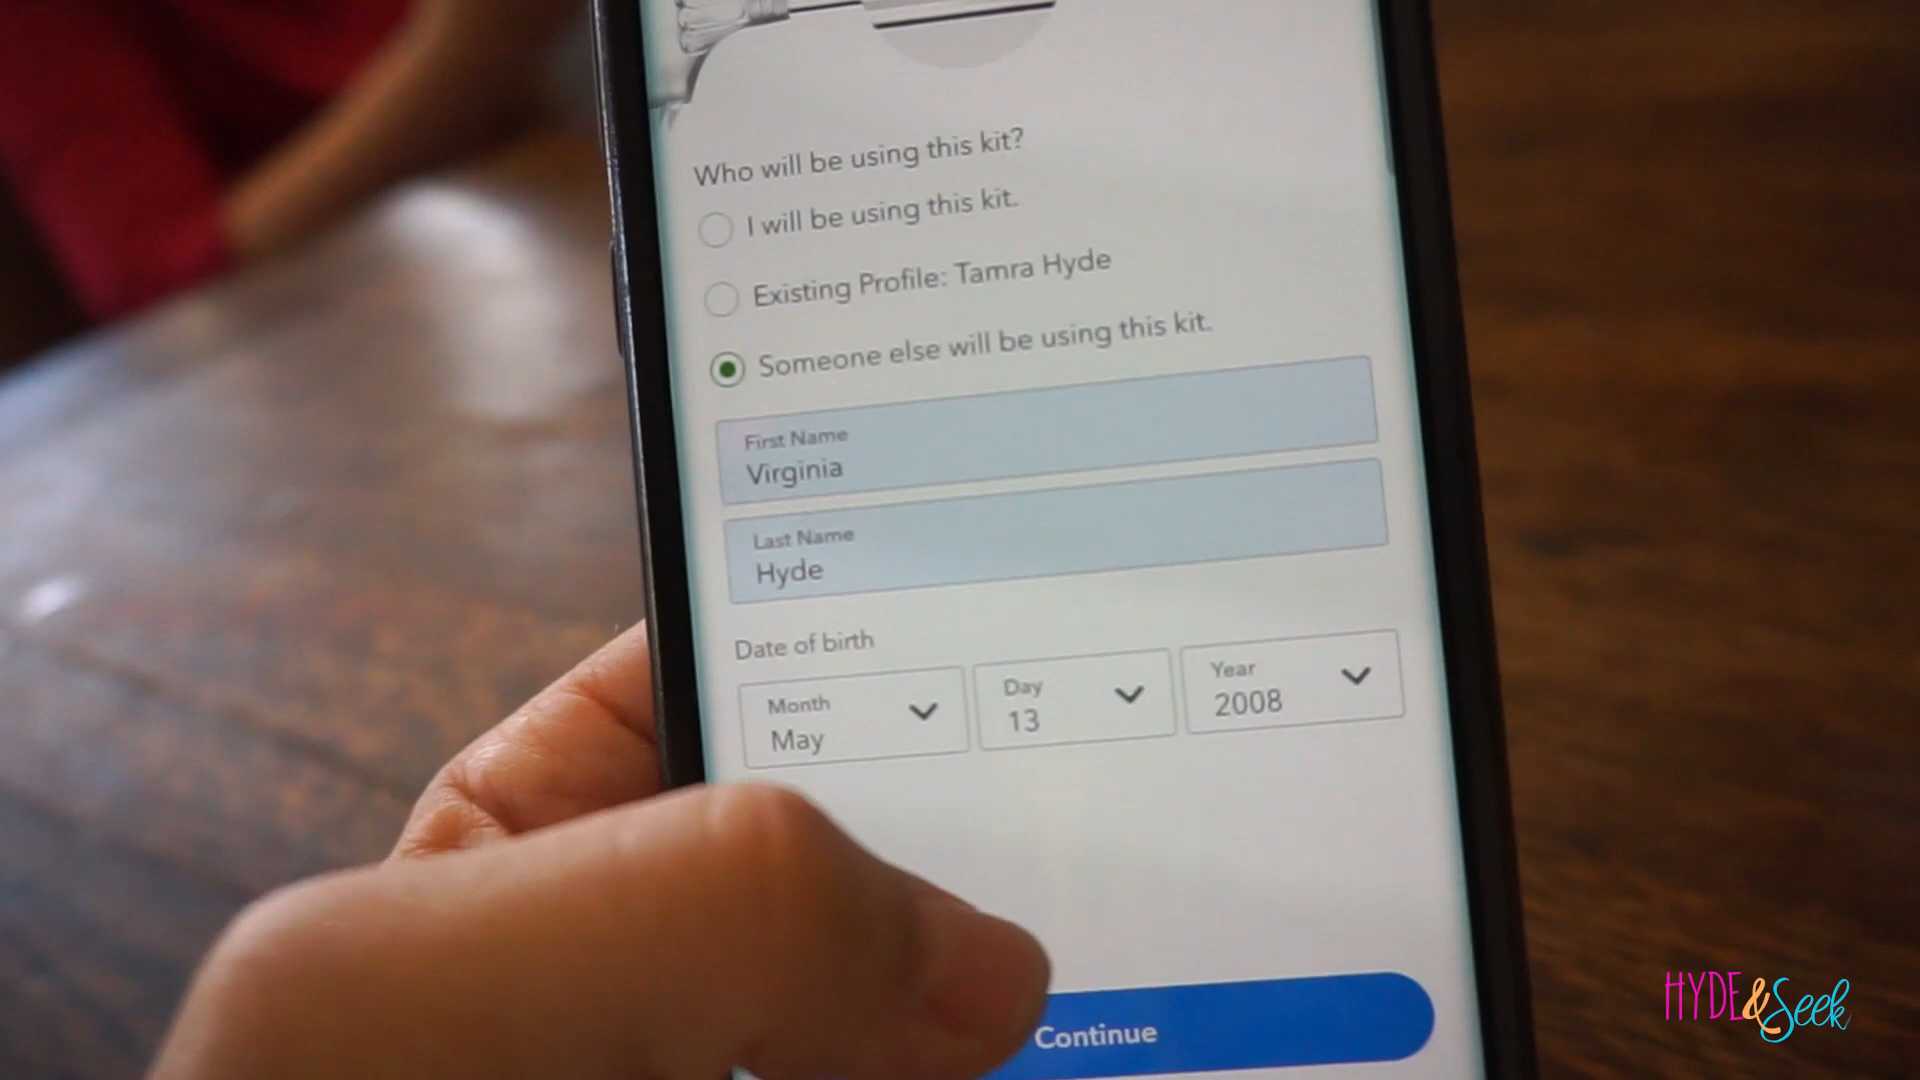 Who will be using this kit?
I will be using this kit.
Existing Profile: Tamra Hyde
Someone else will be using this kit.
First Name
Virginia
Last Name
Hyde
Date of birth
Month
May
Day
13
Year
2008
Continue
HYDE&Seek